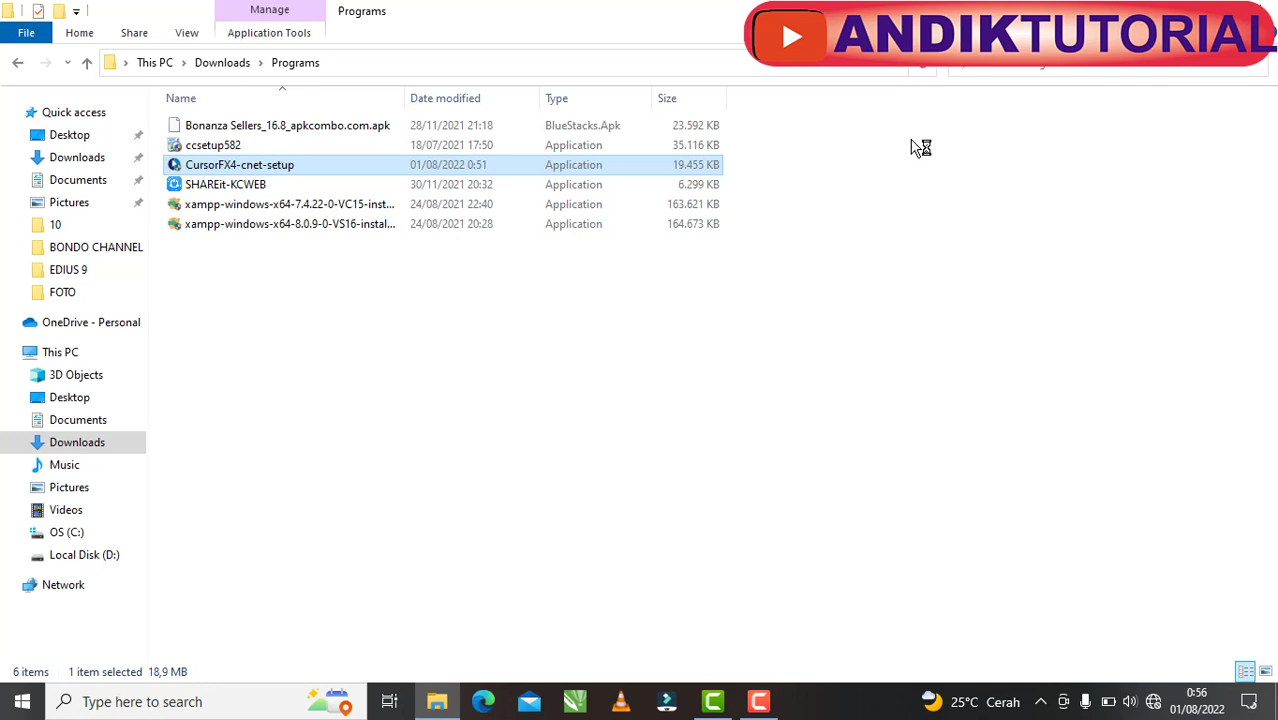 Manage
Programs
File
Home
Share
View
Application Tools
ANDIKTUTORIAL
This PC
Downloads
Programs
Name
Date modified
Type
Size
Quick access
Desktop
Downloads
Documents
Pictures
10
BONDO CHANNEL
EDIUS 9
FOTO
OneDrive - Personal
This PC
3D Objects
Desktop
Documents
Downloads
Music
Pictures
Videos
OS (C:)
Local Disk (D:)
Network
Bonanza Sellers_16.8_apkcombo.com.apk 28/11/2021 21:18 BlueStacks.Apk 23.592 KB
ccsetup582 18/07/2021 17:50 Application 35.116 KB
CursorFX4-cnet-setup 01/08/2022 0:51 Application 19.455 KB
SHAREit-KCWEB 30/11/2021 20:32 Application 6.299 KB
xampp-windows-x64-7.4.22-0-VC15-inst... 24/08/2021 22:40 Application 163.621 KB
xampp-windows-x64-8.0.9-0-VS16-instal... 24/08/2021 20:28 Application 164.673 KB
6 items 1 item selected 18,9 MB
Type here to search
25°C Cerah
0:56
01/08/2022